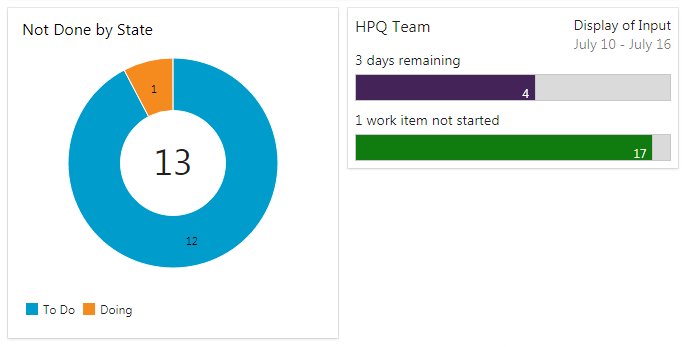 Not Done by State
1
13
12
To Do
Doing
HPQ Team
Display of Input
July 10 - July 16
3 days remaining
4
1 work item not started
17